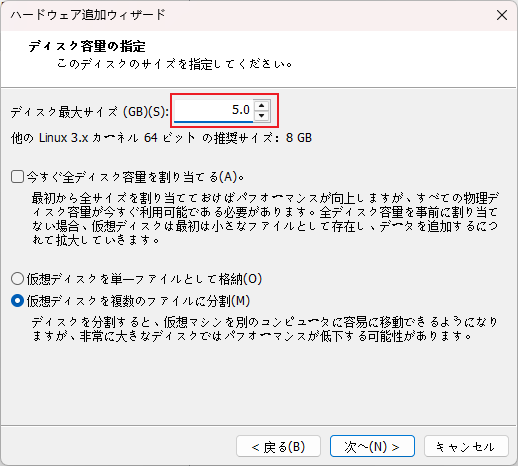 ハードウェア追加ウィザード
ディスク容量の指定
このディスクのサイズを指定してください。
ディスク最大サイズ (GB)(S): 5.0
他の Linux 3.x カーネル 64 ビット の推奨サイズ: 8 GB
今すぐ全ディスク容量を割り当てる(A)。
最初から全サイズを割り当てておけばパフォーマンスが向上しますが、すべての物理デ
ィスク容量が今すぐ利用可能である必要があります。全ディスク容量を事前に割り当て
ない場合、仮想ディスクは最初は小さなファイルとして存在し、データを追加するにつ
れて拡大していきます。
仮想ディスクを単一ファイルとして格納(O)
仮想ディスクを複数のファイルに分割(M)
ディスクを分割すると、仮想マシンを別のコンピュータに容易に移動できるようになり
ますが、非常に大きなディスクではパフォーマンスが低下する可能性があります。
< 戻る(B) 次へ(N) > キャンセル